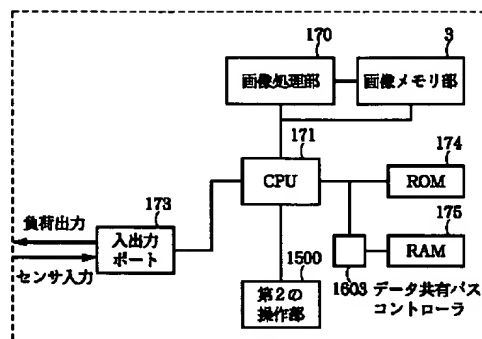 170
3
画像処理部
画像メモリ部
171
CPU
174
ROM
173
負荷出力
入出力
ポート
センサ入力
175
RAM
1500
第2の
操作部
1603
データ共有バス
コントローラ